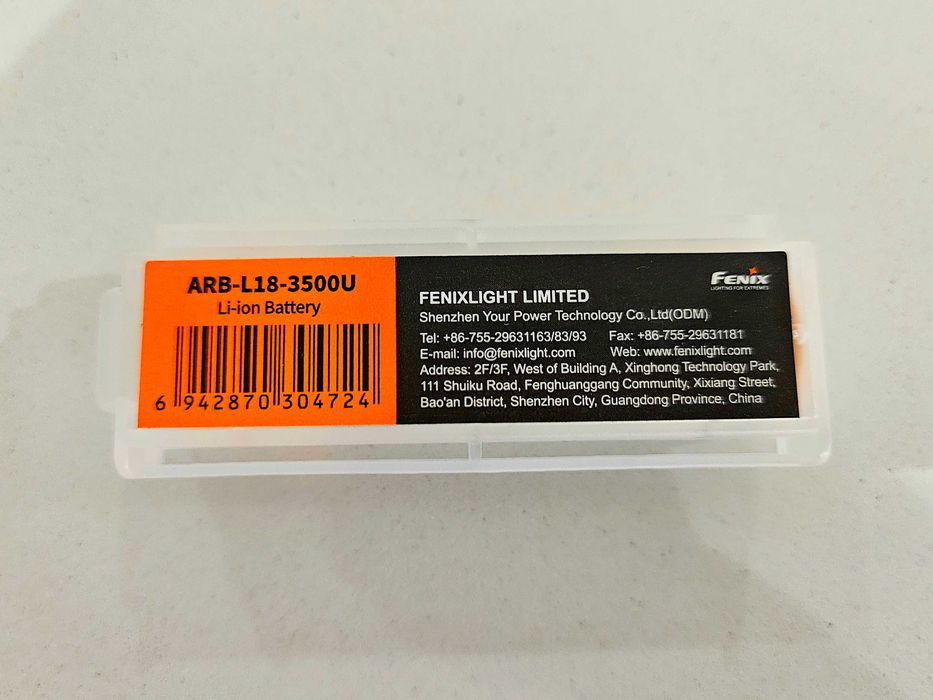 ARB-L18-3500U
Li-ion Battery
6 942870 304724
FENIX
LIGHTING FOR EXTREMES
FENIXLIGHT LIMITED
Shenzhen Your Power Technology Co.,Ltd(ODM)
Tel: +86-755-29631163/83/93 Fax: +86-755-29631181
E-mail: info@fenixlight.com Web: www.fenixlight.com
Address: 2F/3F, West of Building A, Xinghong Technology Park,
111 Shuiku Road, Fenghuanggang Community, Xixiang Street,
Bao'an District, Shenzhen City, Guangdong Province, China